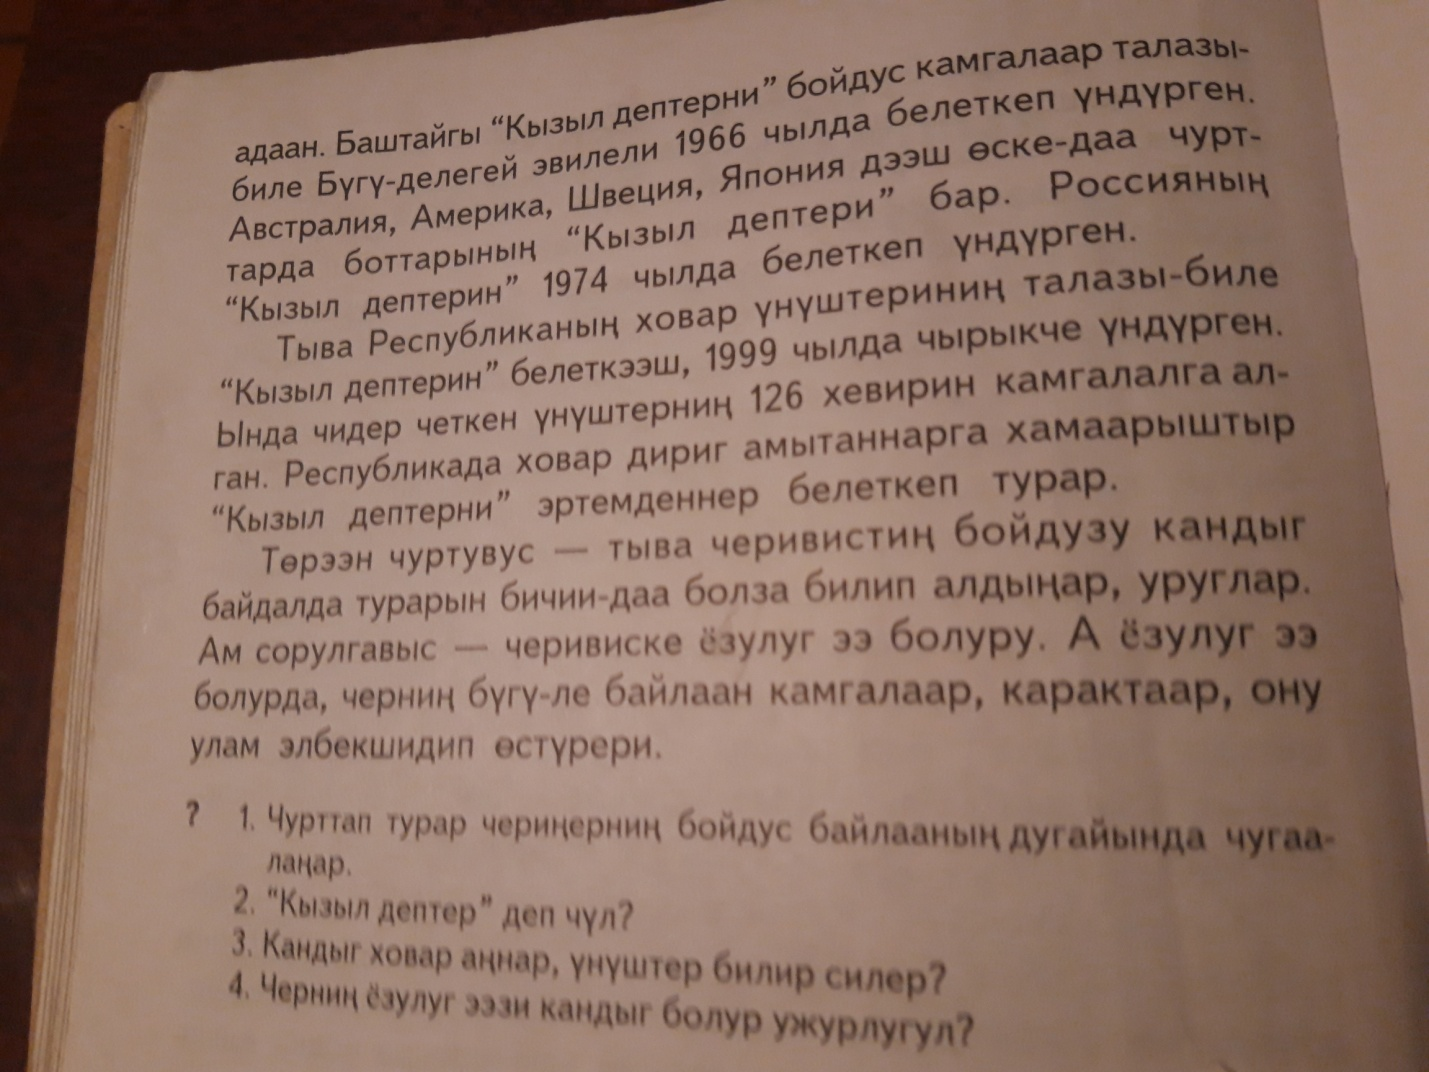 адаан. Баштайгы “Кызыл дептерни” бойдус камгалаар талазы-
биле Бүгү-делегей эвилели 1966 чылда белеткеп үндүрген.
Австралия, Америка, Швеция, Япония дээш өске-даа чурт-
тарда боттарының “Кызыл дептери” бар. Россияның
“Кызыл дептерин” 1974 чылда белеткеп үндүрген.
Тыва Республиканың ховар үнүштериниң талазы-биле
“Кызыл дептерин” белеткээш, 1999 чылда чырыкче үндүрген.
Ында чидер четкен үнүштерниң 126 хевирин камгалалга ал-
ган. Республикада ховар дириг амытаннарга хамаарыштыр
“Кызыл дептерни” эртемденнер белеткеп турар.
Төрээн чуртувус — тыва черивистиң бойдузу кандыг
байдалда турарын бичии-даа болза билип алдыңар, уруглар.
Ам сорулгавыс — черивиске ёзулуг ээ болуру. А ёзулуг ээ
болурда, черниң бүгү-ле байлаан камгалаар, карактаар, ону
улам элбекшидип өстүрери.
? 1. Чурттап турар чериңерниң бойдус байлааның дугайында чугаа-
лаңар.
2. “Кызыл дептер” деп чүл?
3. Кандыг ховар аңнар, үнүштер билир силер?
4. Черниң ёзулуг ээзи кандыг болур ужурлугул?